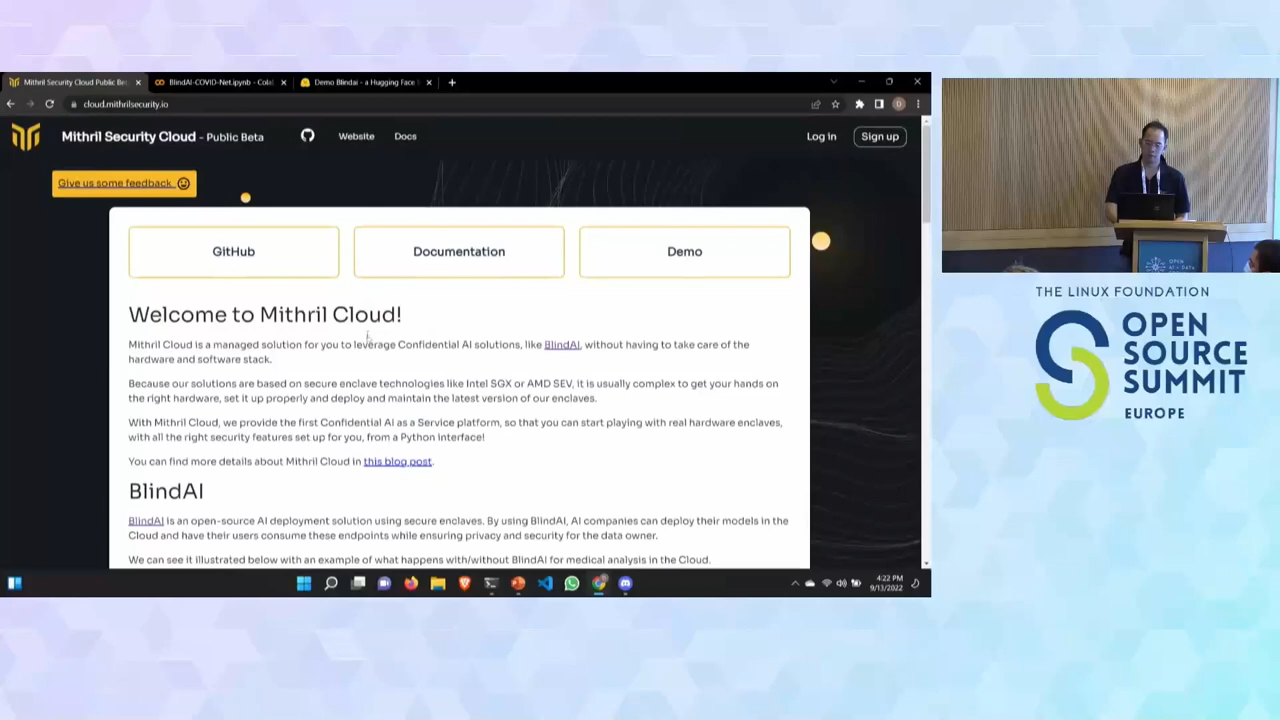 Mithril Security Cloud Public Be
BlindAI-COVID-Net.ipynb - Colab
Demo Blindai - a Hugging Face
cloud.mithrilsecurity.io
Mithril Security Cloud - Public Beta
Website
Docs
Log in
Sign up
Give us some feedback
GitHub
Documentation
Demo
Welcome to Mithril Cloud!
Mithril Cloud is a managed solution for you to leverage Confidential AI solutions, like BlindAI, without having to take care of the
hardware and software stack.
Because our solutions are based on secure enclave technologies like Intel SGX or AMD SEV, it is usually complex to get your hands on
the right hardware, set it up properly and deploy and maintain the latest version of our enclaves.
With Mithril Cloud, we provide the first Confidential AI as a Service platform, so that you can start playing with real hardware enclaves,
with all the right security features set up for you, from a Python interface!
You can find more details about Mithril Cloud in this blog post.
BlindAI
BlindAI is an open-source AI deployment solution using secure enclaves. By using BlindAI, AI companies can deploy their models in the
Cloud and have their users consume these endpoints while ensuring privacy and security for the data owner.
We can see it illustrated below with an example of what happens with/without BlindAI for medical analysis in the Cloud.
4:22 PM
9/13/2022
THE LINUX FOUNDATION
OPEN
SOURCE
SUMMIT
EUROPE